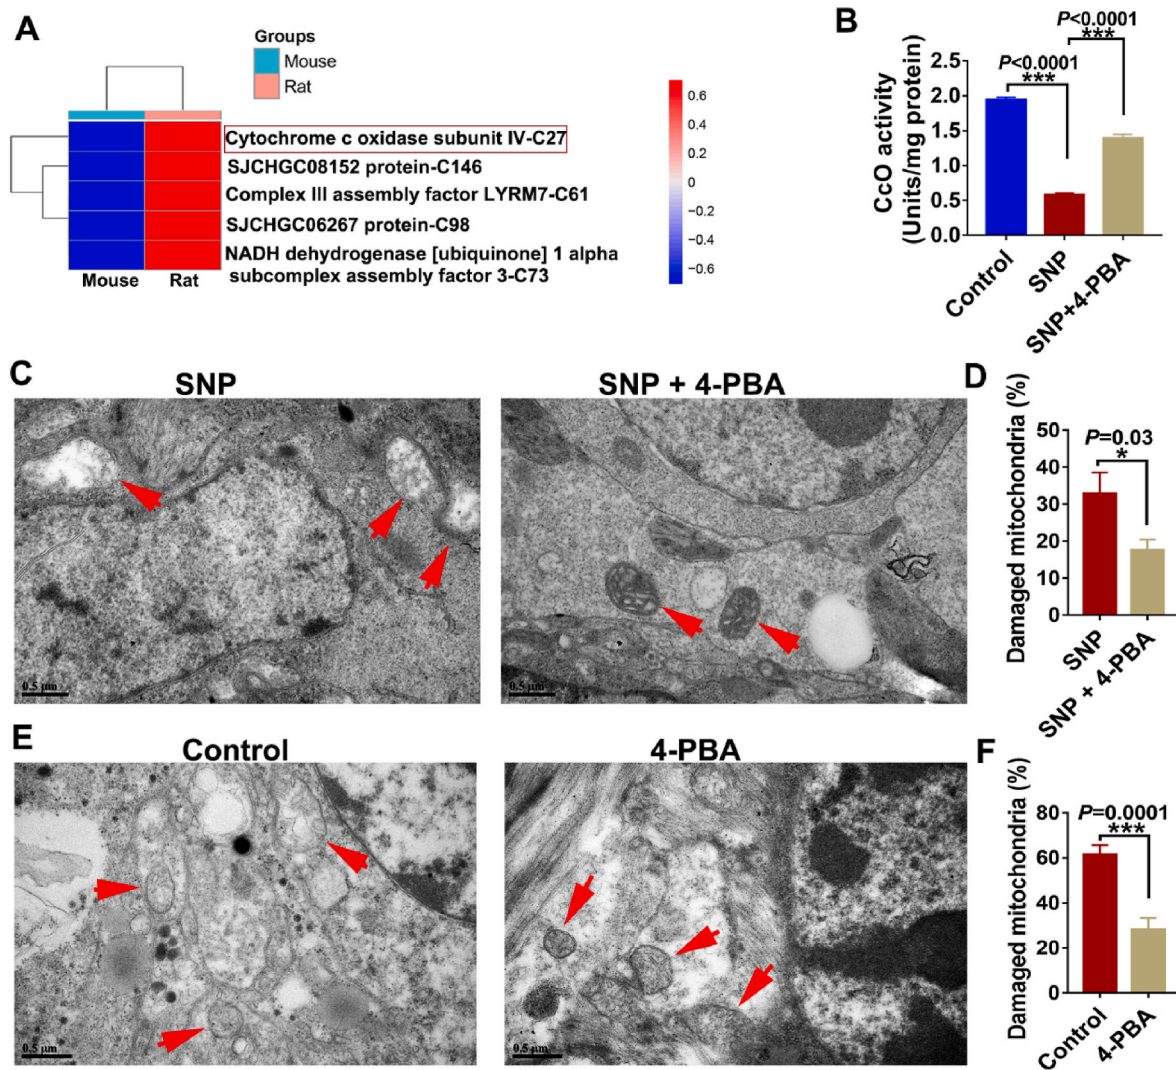 A
Groups
Mouse
Rat
Cytochrome c oxidase subunit IV-C27
SJCHGC08152 protein-C146
Complex III assembly factor LYRM7-C61
SJCHGC06267 protein-C98
NADH dehydrogenase [ubiquinone] 1 alpha
subcomplex assembly factor 3-C73
Mouse Rat
0.6
0.4
0.2
0
−0.2
−0.4
−0.6
B
P<0.0001
***
P<0.0001
***
CcO activity
(Units/mg protein)
2.5
2.0
1.5
1.0
0.5
0.0
Control
SNP
SNP+4-PBA
C
SNP
0.5 µm
SNP + 4-PBA
0.5 µm
D
Damaged mitochondria (%)
P=0.03
*
50
40
30
20
10
0
SNP
SNP + 4-PBA
E
Control
0.5 µm
4-PBA
0.5 µm
F
Damaged mitochondria (%)
P=0.0001
***
80
60
40
20
0
Control
4-PBA